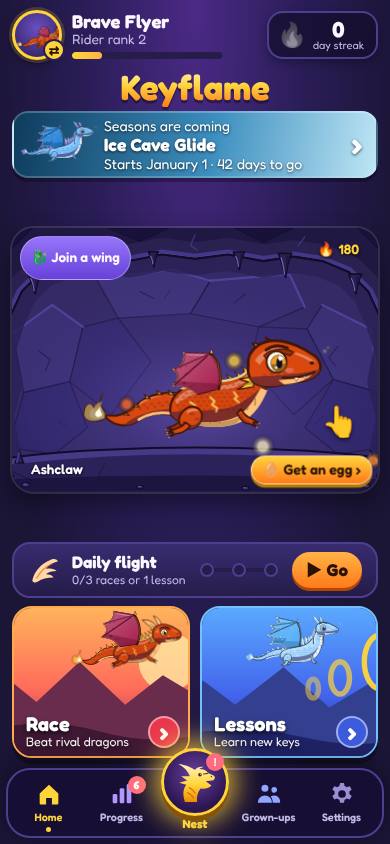 Brave Flyer
Rider rank 2
0
day streak
Keyflame
Seasons are coming
Ice Cave Glide
Starts January 1 · 42 days to go
Join a wing
180
Ashclaw
Get an egg ›
Daily flight
0/3 races or 1 lesson
Go
Race
Beat rival dragons
Lessons
Learn new keys
6
!
Home
Progress
Nest
Grown-ups
Settings